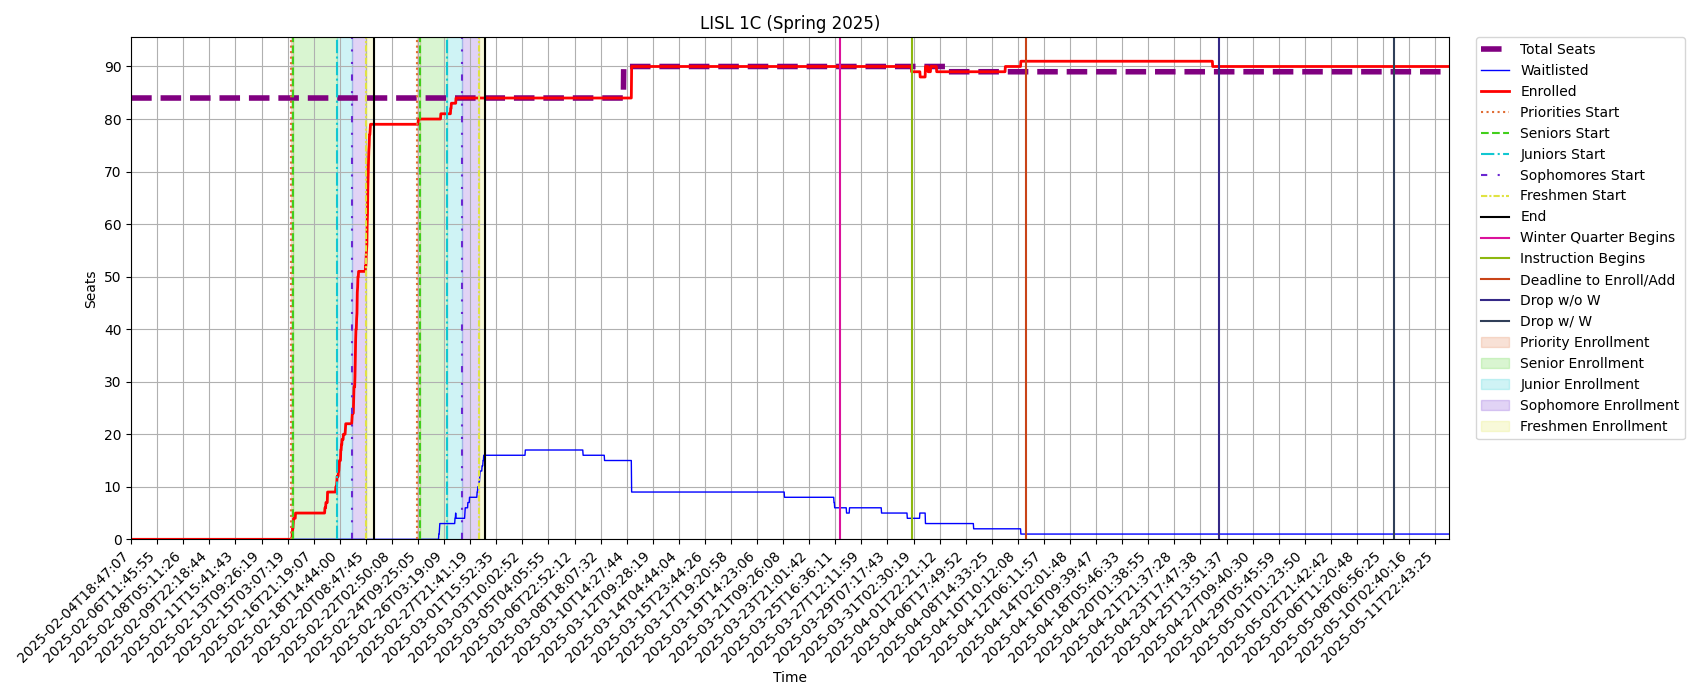 LISL 1C (Spring 2025)
Seats
90
80
70
60
50
40
30
20
10
0
2025-02-04T18:47:07
2025-02-06T11:45:55
2025-02-08T05:11:26
2025-02-09T22:18:44
2025-02-11T15:41:43
2025-02-13T09:26:19
2025-02-15T03:07:19
2025-02-16T21:19:07
2025-02-18T14:44:00
2025-02-20T08:47:45
2025-02-22T02:50:08
2025-02-24T09:25:05
2025-02-26T03:19:09
2025-02-27T21:41:19
2025-03-01T15:52:35
2025-03-03T10:02:52
2025-03-05T04:05:55
2025-03-06T22:52:12
2025-03-08T18:07:32
2025-03-10T14:27:44
2025-03-12T09:28:19
2025-03-14T04:44:04
2025-03-15T23:44:26
2025-03-17T19:20:58
2025-03-19T14:23:06
2025-03-21T09:26:08
2025-03-23T21:01:42
2025-03-25T16:36:11
2025-03-27T12:11:59
2025-03-29T07:17:43
2025-03-31T02:30:19
2025-04-01T22:21:12
2025-04-06T17:49:52
2025-04-08T14:33:25
2025-04-10T10:12:08
2025-04-12T06:11:57
2025-04-14T02:01:48
2025-04-16T09:39:47
2025-04-18T05:46:33
2025-04-20T01:38:55
2025-04-21T21:37:28
2025-04-23T17:47:38
2025-04-25T13:51:37
2025-04-27T09:40:30
2025-04-29T05:45:59
2025-05-01T01:23:50
2025-05-02T21:42:42
2025-05-06T11:20:48
2025-05-08T06:56:25
2025-05-10T02:40:16
2025-05-11T22:43:25
Time
Total Seats
Waitlisted
Enrolled
Priorities Start
Seniors Start
Juniors Start
Sophomores Start
Freshmen Start
End
Winter Quarter Begins
Instruction Begins
Deadline to Enroll/Add
Drop w/o W
Drop w/ W
Priority Enrollment
Senior Enrollment
Junior Enrollment
Sophomore Enrollment
Freshmen Enrollment